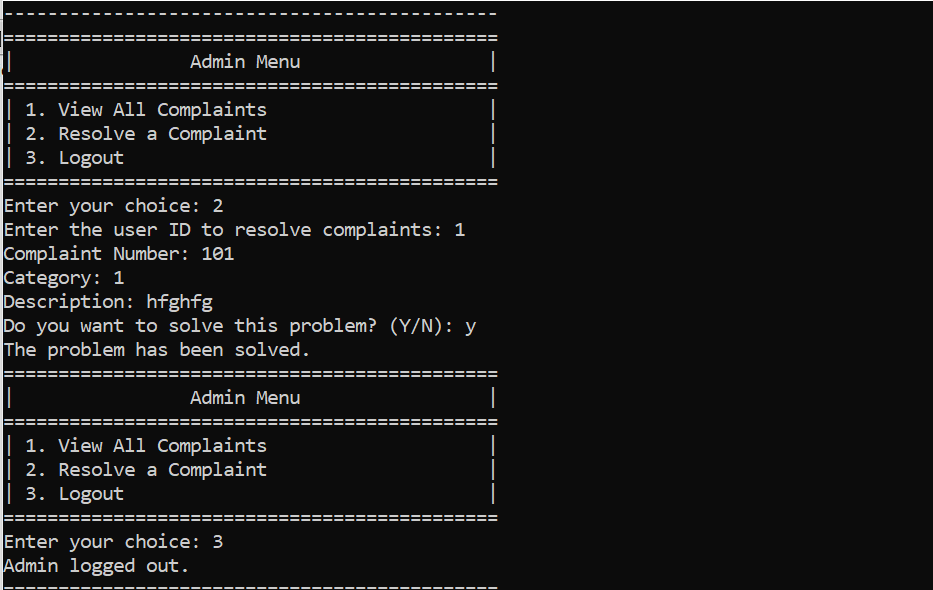 ---------------------------------------------
=============================================
|                Admin Menu                 |
=============================================
| 1. View All Complaints                    |
| 2. Resolve a Complaint                    |
| 3. Logout                                 |
=============================================
Enter your choice: 2
Enter the user ID to resolve complaints: 1
Complaint Number: 101
Category: 1
Description: hfghfg
Do you want to solve this problem? (Y/N): y
The problem has been solved.
=============================================
|                Admin Menu                 |
=============================================
| 1. View All Complaints                    |
| 2. Resolve a Complaint                    |
| 3. Logout                                 |
=============================================
Enter your choice: 3
Admin logged out.
=============================================